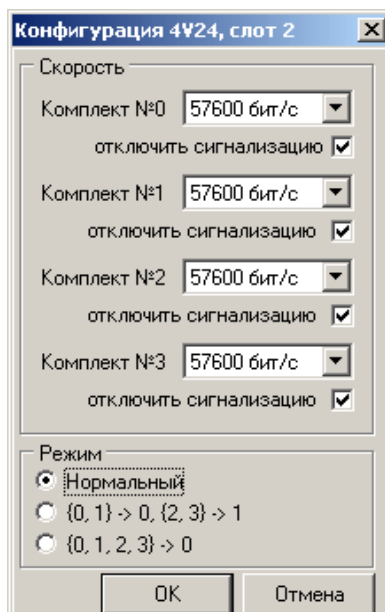 Конфигурация 4V24, слот 2
Скорость
Комплект №0 57600 бит/с
отключить сигнализацию
Комплект №1 57600 бит/с
отключить сигнализацию
Комплект №2 57600 бит/с
отключить сигнализацию
Комплект №3 57600 бит/с
отключить сигнализацию
Режим
Нормальный
{0, 1} -> 0, {2, 3} -> 1
{0, 1, 2, 3} -> 0
OK Отмена